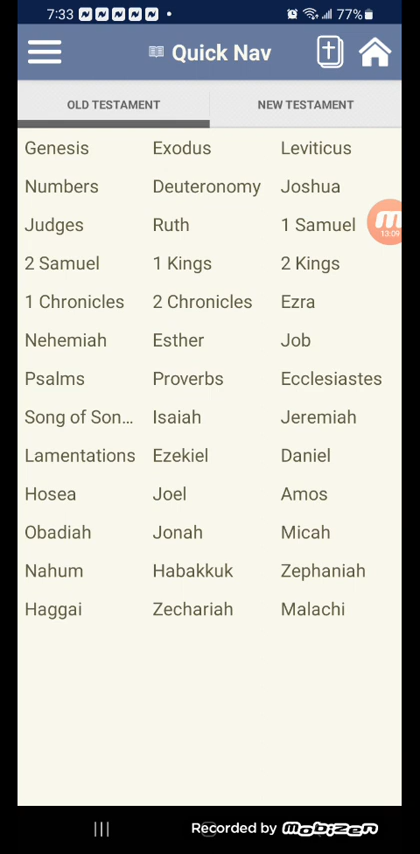 7:33 77%
Quick Nav
OLD TESTAMENT NEW TESTAMENT
Genesis Exodus Leviticus
Numbers Deuteronomy Joshua
Judges Ruth 1 Samuel
13:09
2 Samuel 1 Kings 2 Kings
1 Chronicles 2 Chronicles Ezra
Nehemiah Esther Job
Psalms Proverbs Ecclesiastes
Song of Son... Isaiah Jeremiah
Lamentations Ezekiel Daniel
Hosea Joel Amos
Obadiah Jonah Micah
Nahum Habakkuk Zephaniah
Haggai Zechariah Malachi
Recorded by mobizen